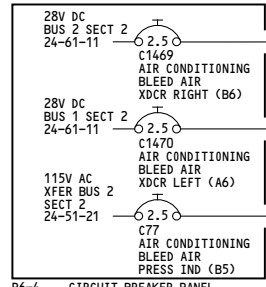 28V DC
BUS 2 SECT 2
24-61-11
2.5
C1469
AIR CONDITIONING
BLEED AIR
XDCR RIGHT (B6)
28V DC
BUS 1 SECT 2
24-61-11
2.5
C1470
AIR CONDITIONING
BLEED AIR
XDCR LEFT (A6)
115V AC
XFER BUS 2
SECT 2
24-51-21
2.5
C77
AIR CONDITIONING
BLEED AIR
PRESS IND (B5)
P6-4 CIRCUIT BREAKER PANEL